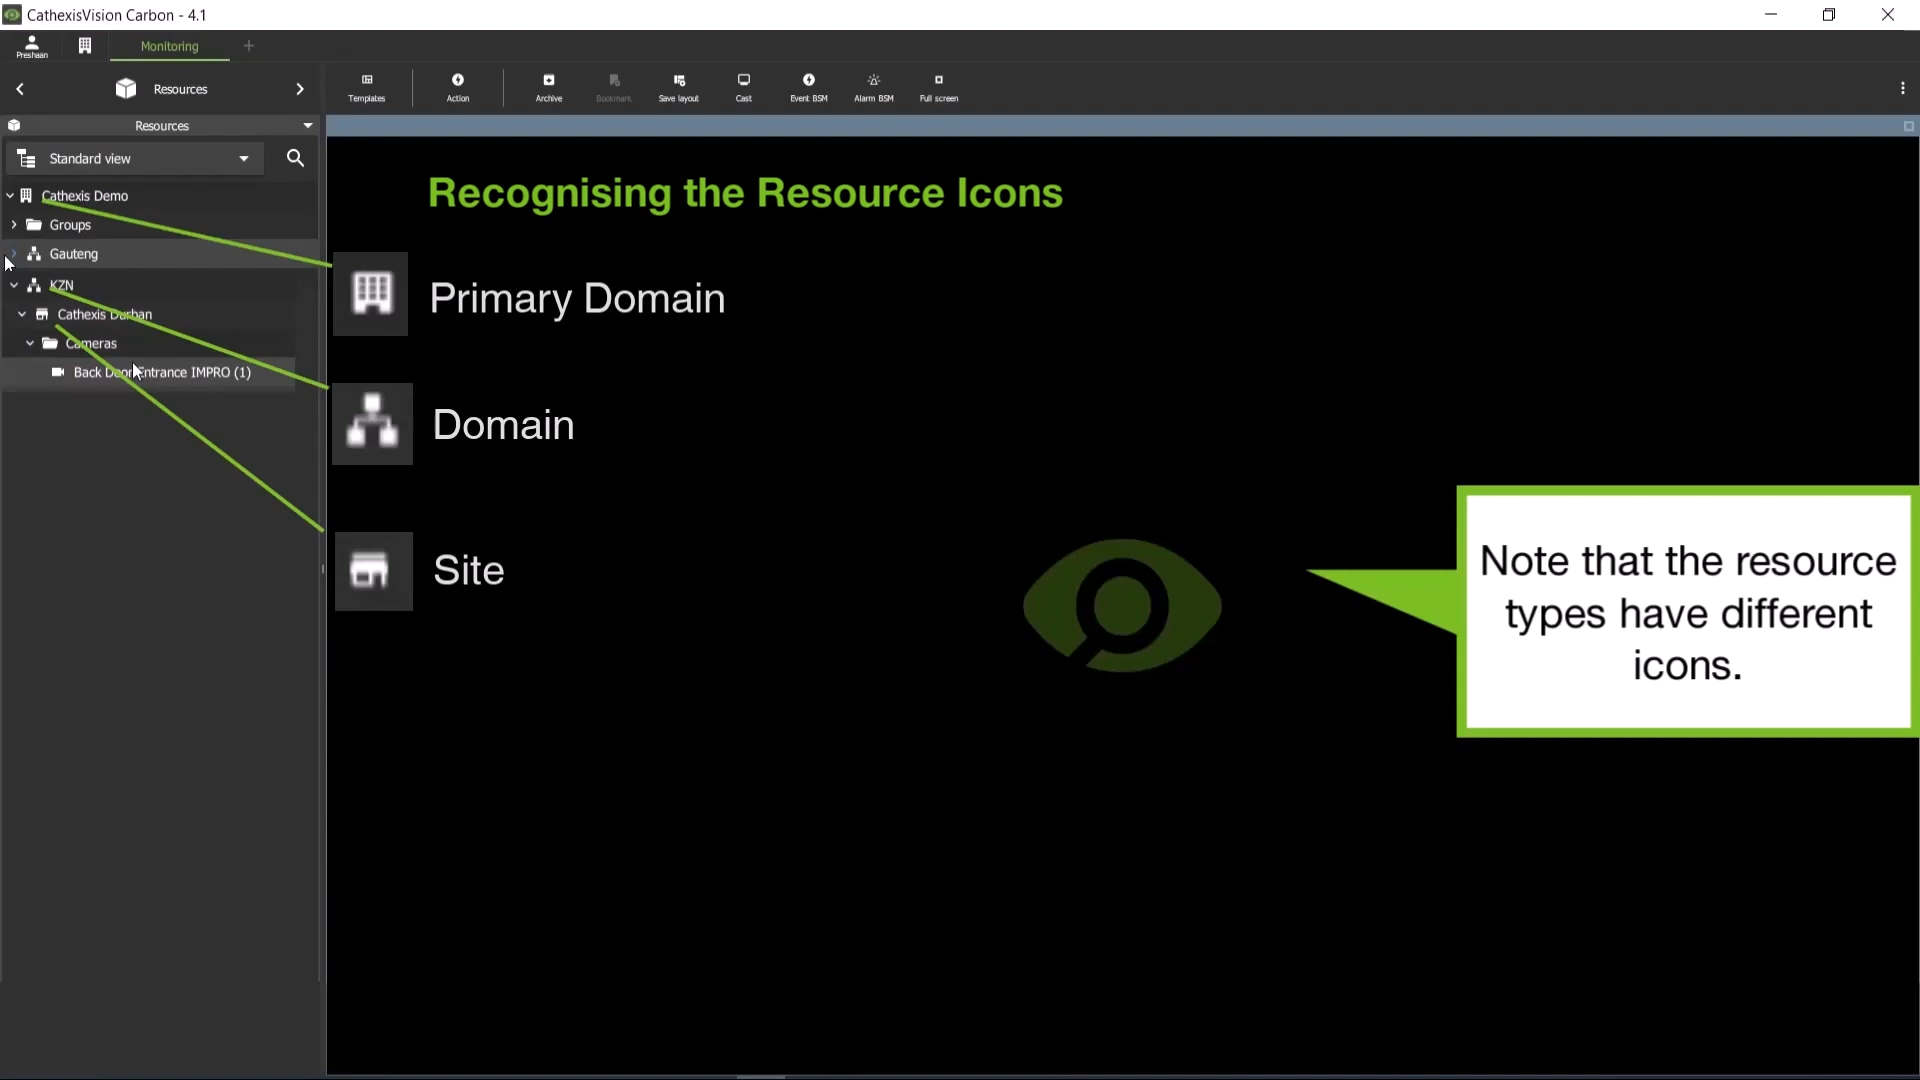 CathexisVision Carbon - 4.1
Preshaan
Monitoring
Resources
Templates
Action
Archive
Bookmark
Save layout
Cast
Event BSM
Alarm BSM
Full screen
Resources
Standard view
Cathexis Demo
Groups
Gauteng
KZN
Cathexis Durban
Cameras
Back Door Entrance IMPRO (1)
Recognising the Resource Icons
Primary Domain
Domain
Site
Note that the resource
types have different
icons.